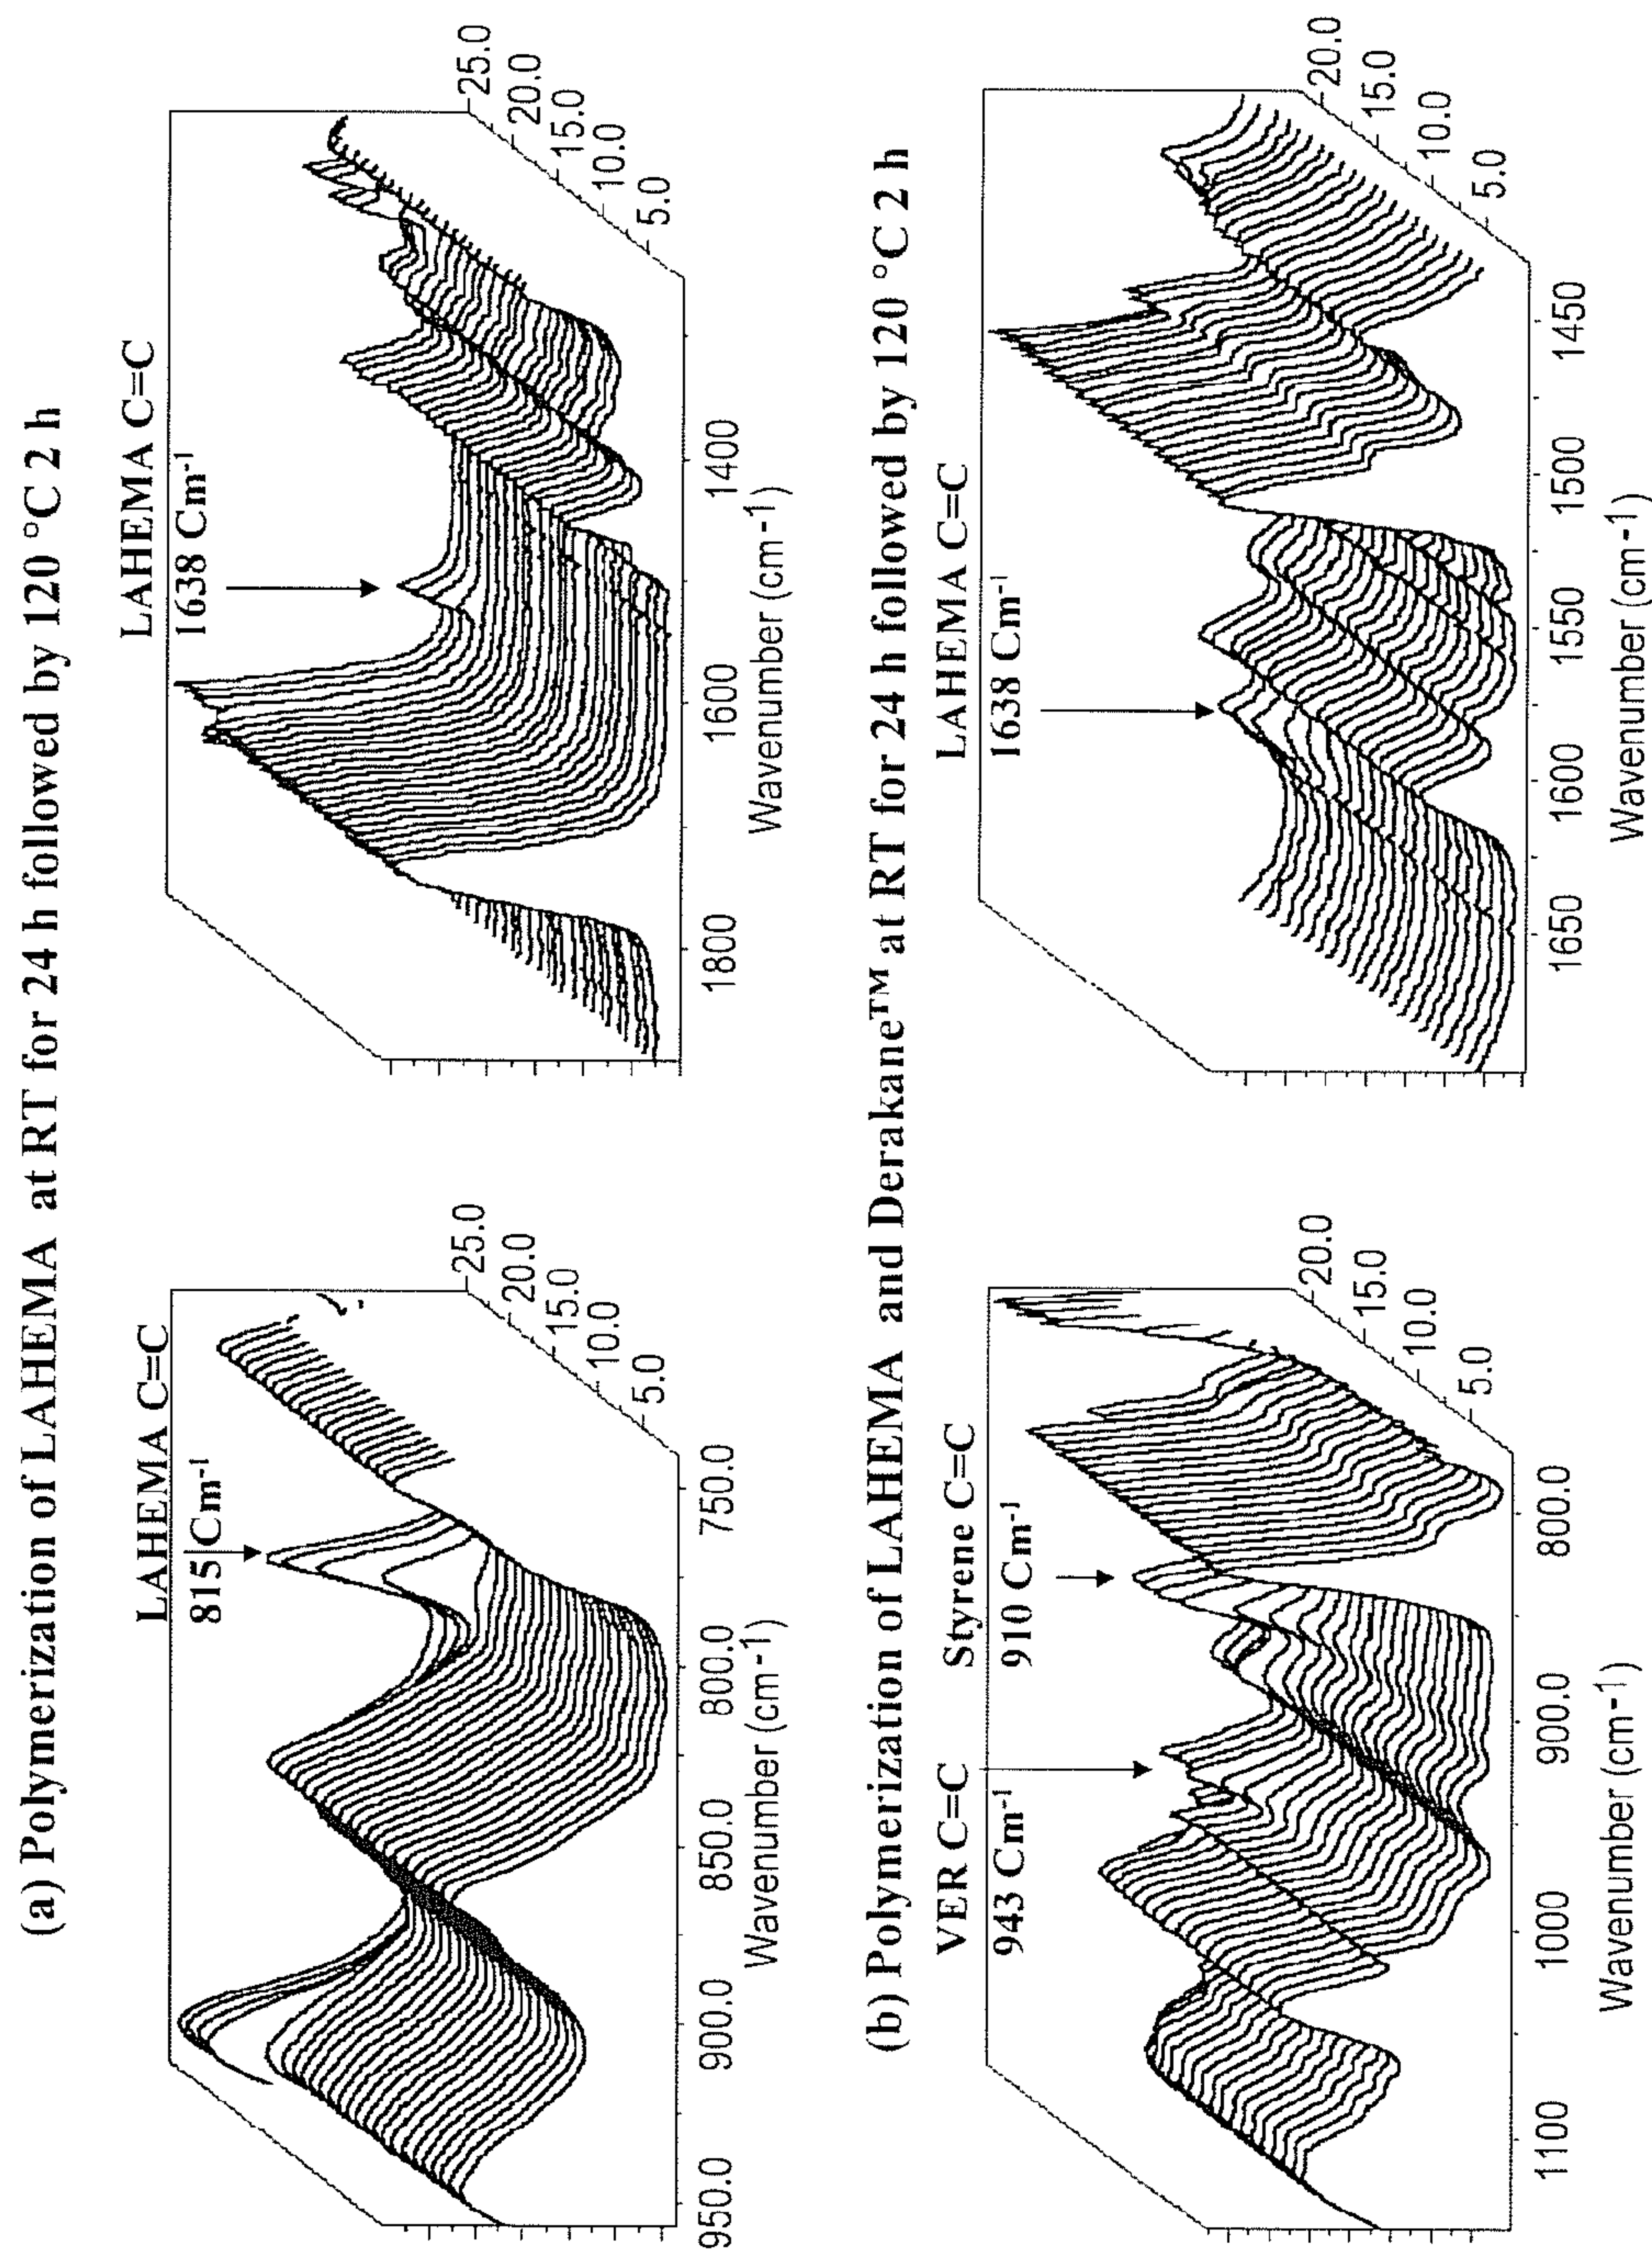 (a) Polymerization of LAHEMA at RT for 24 h followed by 120 °C 2 h
LAHEMA C=C
815 Cm-1
25.0
20.0
15.0
10.0
5.0
950.0
900.0
850.0
800.0
750.0
Wavenumber (cm-1)
LAHEMA C=C
1638 Cm-1
25.0
20.0
15.0
10.0
5.0
1800
1600
1400
Wavenumber (cm-1)
(b) Polymerization of LAHEMA and Derakane™ at RT for 24 h followed by 120 °C 2 h
VER C=C
943 Cm-1
Styrene C=C
910 Cm-1
20.0
15.0
10.0
5.0
1100
1000
900.0
800.0
Wavenumber (cm-1)
LAHEMA C=C
1638 Cm-1
20.0
15.0
10.0
5.0
1650
1600
1550
1500
1450
Wavenumber (cm-1)